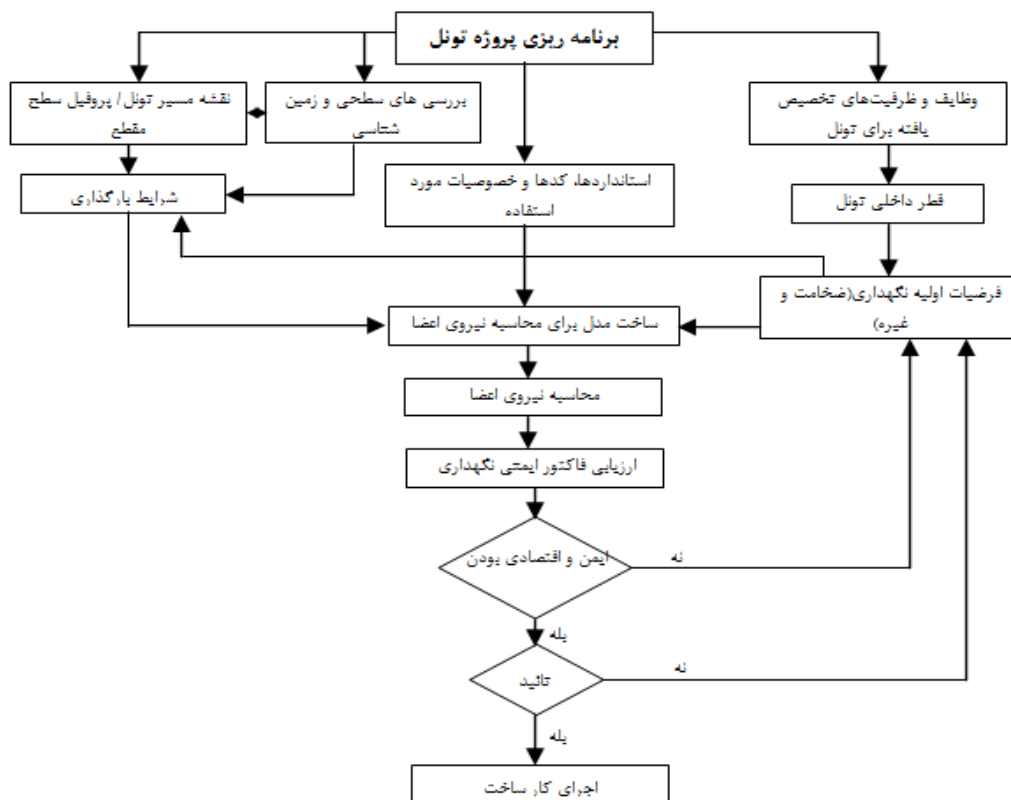 برنامه ریزی پروژه تونل
نقشه مسیر تونل/ پروفیل سطح
مقطع
بررسی های سطحی و زمین
شناسی
وظایف و ظرفیت‌های تخصیص
یافته برای تونل
شرایط بارگذاری
استانداردها، کدها و خصوصیات مورد
استفاده
قطر داخلی تونل
فرضیات اولیه نگهداری(ضخامت و
غیره)
ساخت مدل برای محاسبه نیروی اعضا
محاسبه نیروی اعضا
ارزیابی فاکتور ایمنی نگهداری
ایمن و اقتصادی بودن
نه
بله
تائید
نه
بله
اجرای کار ساخت